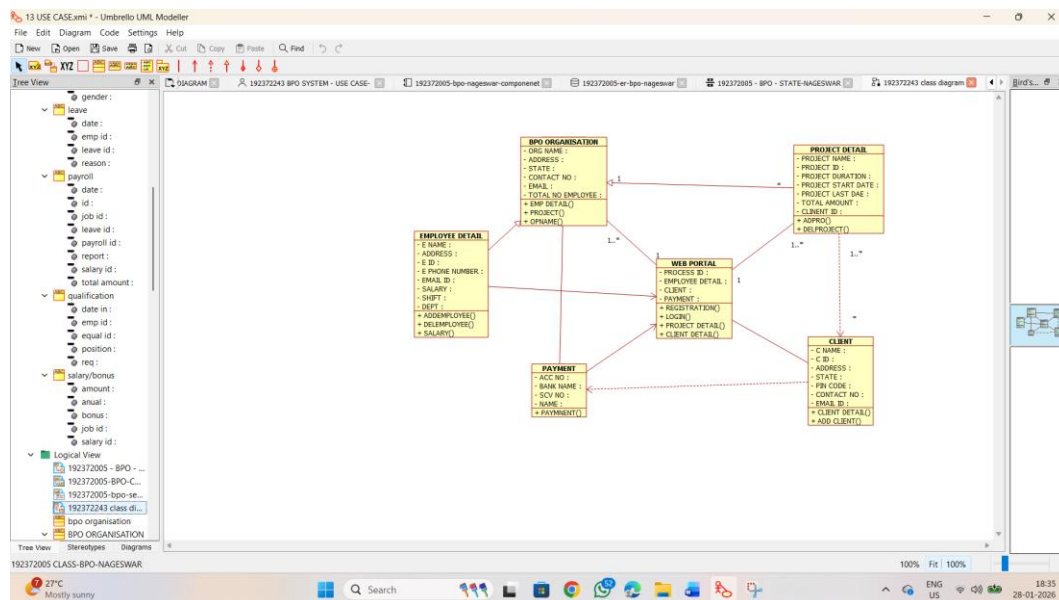 13 USE CASE.xmi * - Umbrello UML Modeller
File Edit Diagram Code Settings Help
New Open Save Cut Copy Paste Find
XYZ
Tree View
DIAGRAM
192372243 BPO SYSTEM - USE CASE-
192372005-bpo-nageswar-componenet
192372005-er-bpo-nageswar
192372005 - BPO - STATE-NAGESWAR
192372243 class diagram
Bird's...
gender :
leave
date :
emp id :
leave id :
reason :
payroll
date :
id :
job id :
leave id :
payroll id :
report :
salary id :
total amount :
qualification
date in :
emp id :
equal id :
position :
req :
salary/bonus
amount :
anual :
bonus :
job id :
salary id :
Logical View
192372005 - BPO - ...
192372005-BPO-C...
192372005-bpo-se...
192372243 class di...
bpo organisation
BPO ORGANISATION
Tree View Stereotypes Diagrams
BPO ORGANISATION
- ORG NAME :
- ADDRESS :
- STATE :
- CONTACT NO :
- EMAIL :
- TOTAL NO EMPLOYEE :
+ EMP DETAIL()
+ PROJECT()
+ OPNAME()
PROJECT DETAIL
- PROJECT NAME :
- PROJECT ID :
- PROJECT DURATION :
- PROJECT START DATE :
- PROJECT LAST DAE :
- TOTAL AMOUNT :
- CLINENT ID :
+ ADPRO()
+ DELPROJECT()
1
*
EMPLOYEE DETAIL
- E NAME :
- ADDRESS :
- E ID :
- E PHONE NUMBER :
- EMAIL ID :
- SALARY :
- SHIFT :
- DEPT :
+ ADDEMPLOYEE()
+ DELEMPLOYEE()
+ SALARY()
1..*
1
1..*
1
1..*
*
WEB PORTAL
- PROCESS ID :
- EMPLOYEE DETAIL :
- CLIENT :
- PAYMENT :
+ REGISTRATION()
+ LOGIN()
+ PROJECT DETAIL()
+ CLIENT DETAIL()
PAYMENT
- ACC NO :
- BANK NAME :
- SCV NO :
- NAME :
+ PAYMNENT()
CLIENT
- C NAME :
- C ID :
- ADDRESS :
- STATE :
- PIN CODE :
- CONTACT NO :
- EMAIL ID :
+ CLIENT DETAIL()
+ ADD CLIENT()
192372005 CLASS-BPO-NAGESWAR
100% Fit 100%
7
27°C
Mostly sunny
Search
52
ENG
US
18:35
28-01-2026